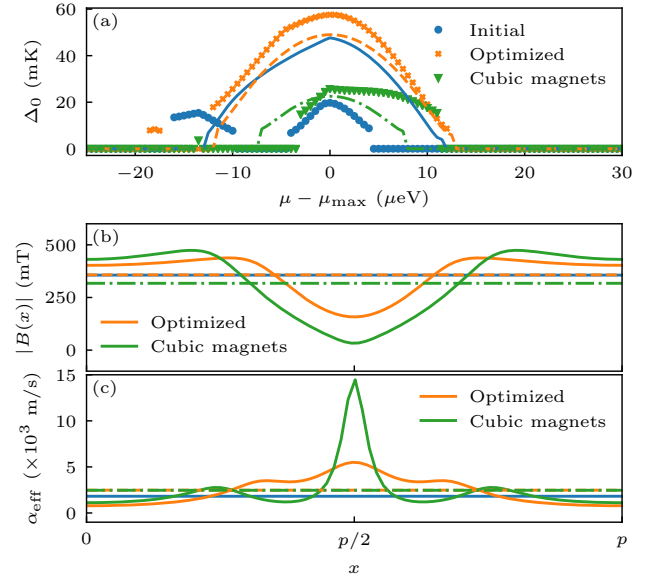 60
40
20
0
Δ₀ (mK)
(a)
Initial
Optimized
Cubic magnets
−20
−10
0
10
20
30
μ − μmax (μeV)
500
250
0
|B(x)| (mT)
(b)
Optimized
Cubic magnets
15
10
5
0
αeff (×10³ m/s)
(c)
Optimized
Cubic magnets
0
p/2
p
x